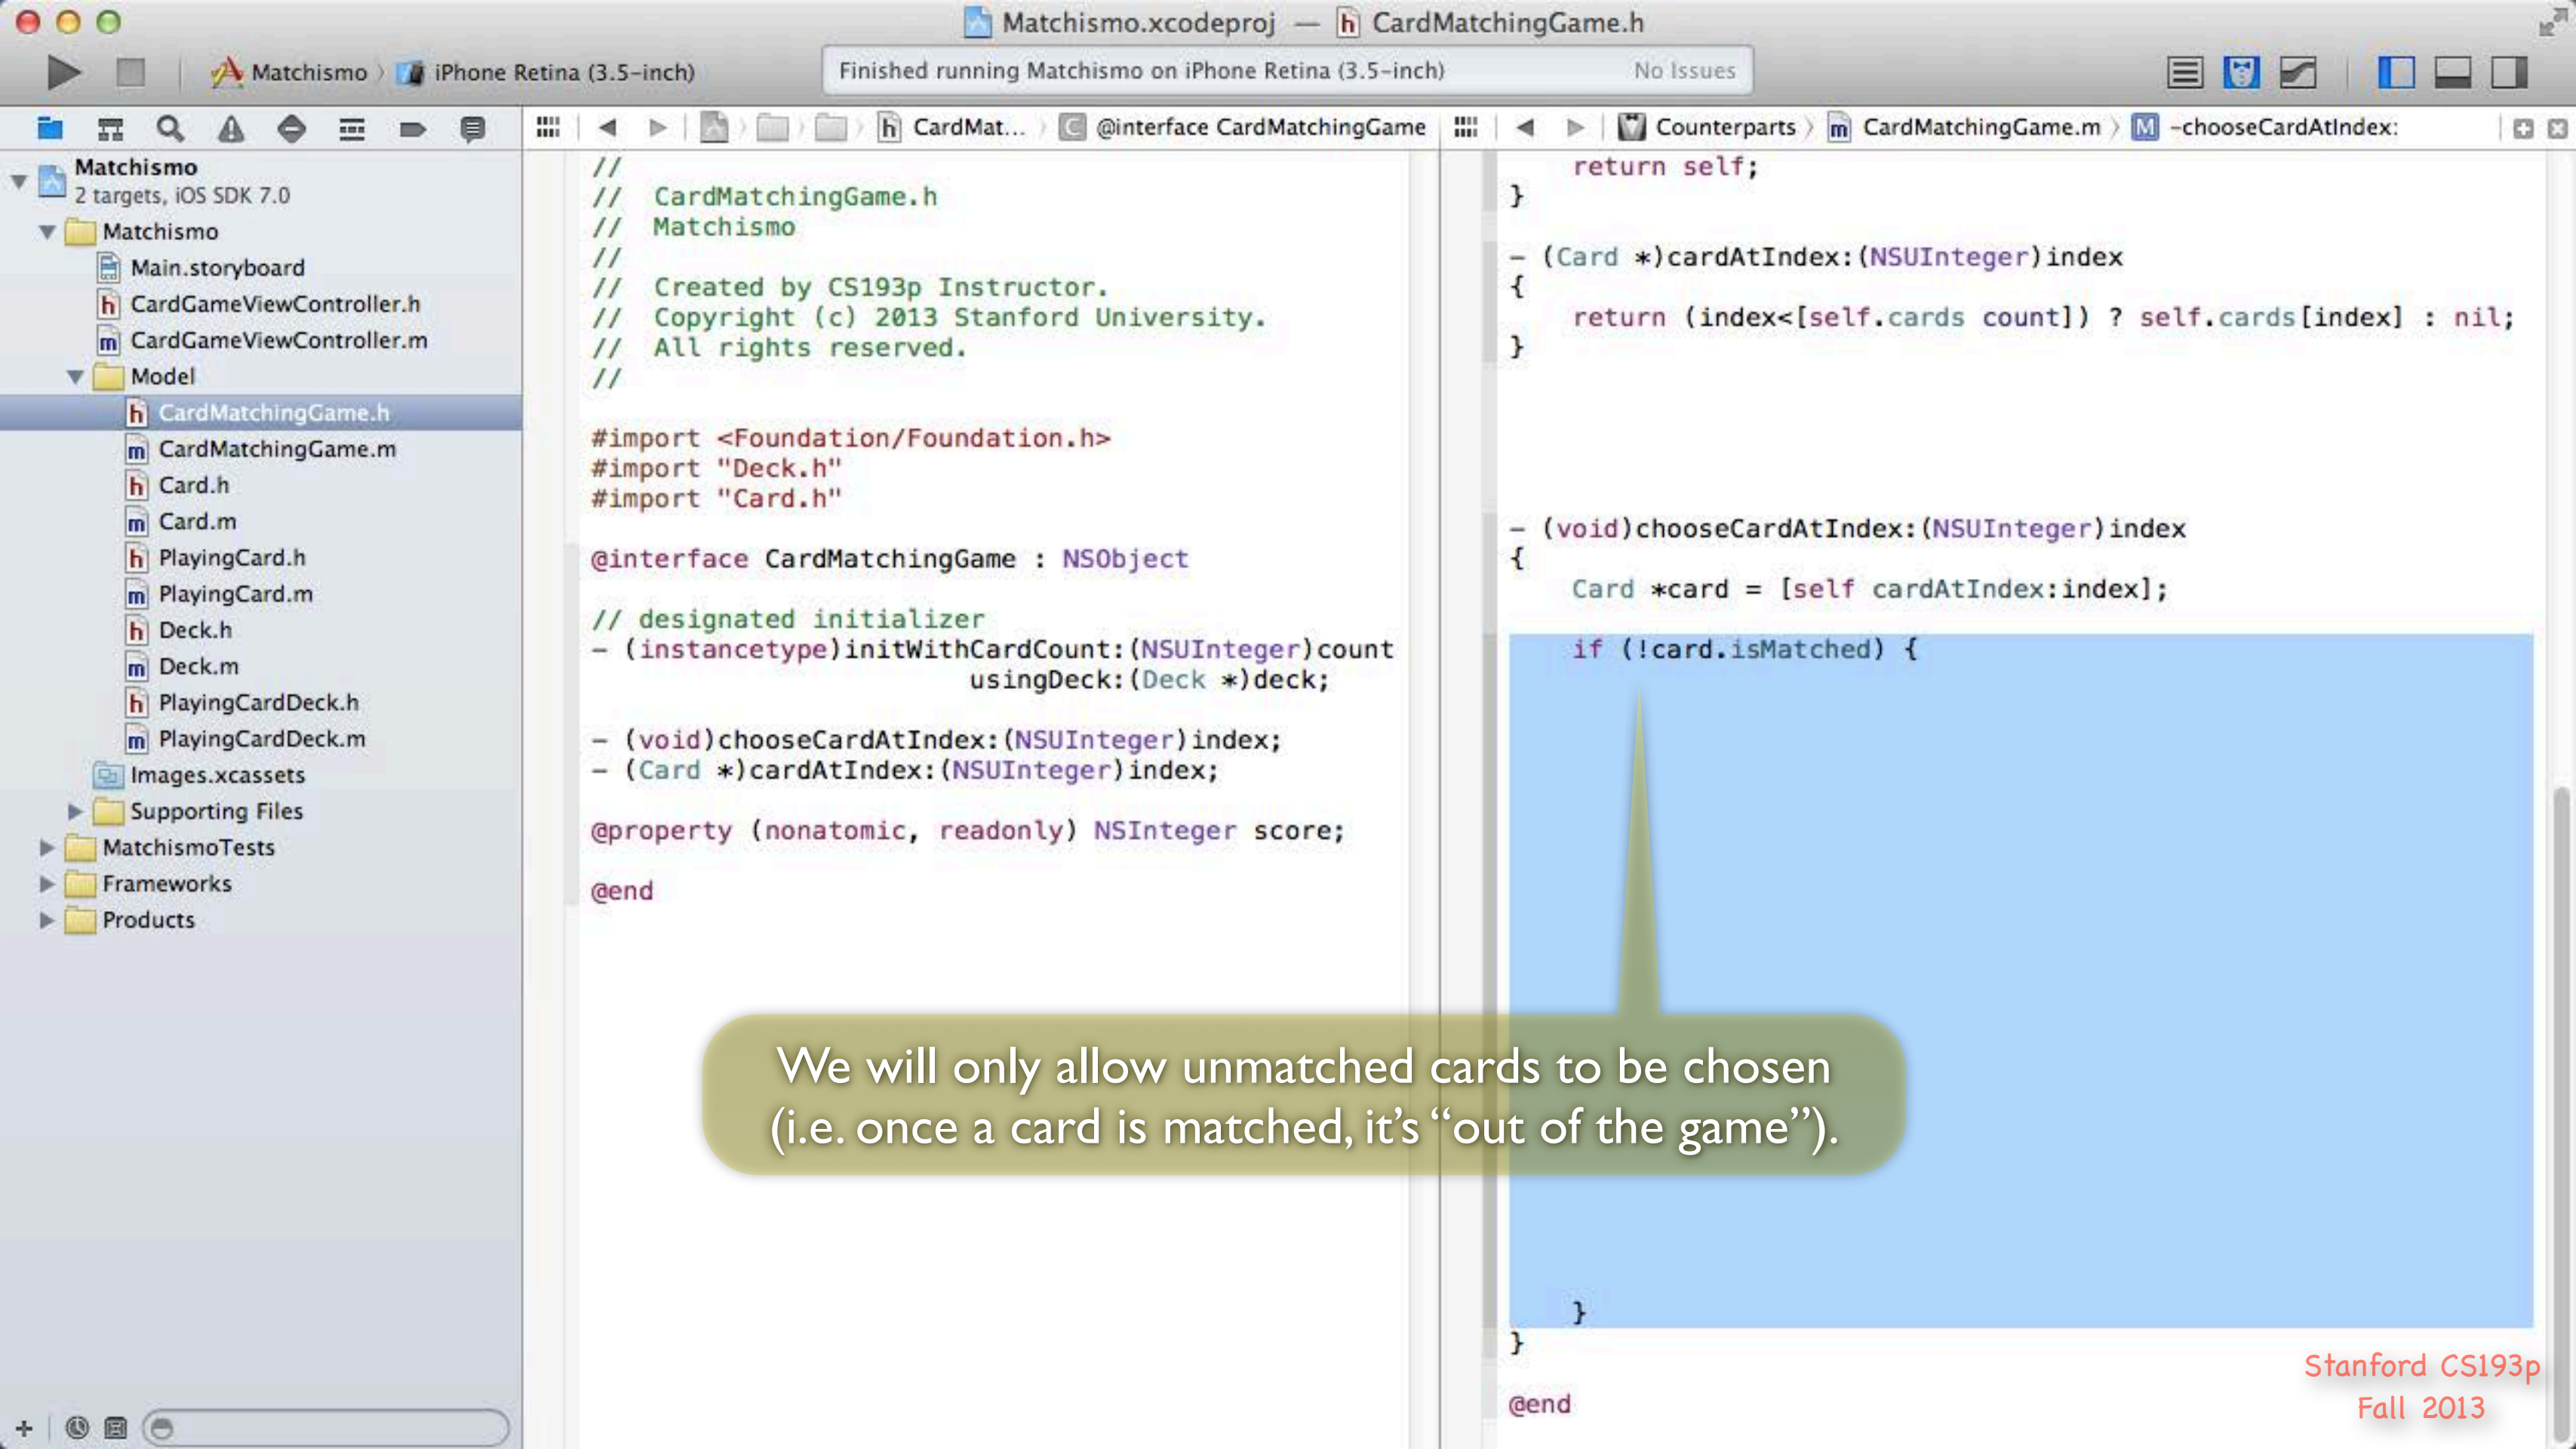 Matchismo.xcodeproj — h CardMatchingGame.h
Matchismo 〉 iPhone Retina (3.5-inch)
Finished running Matchismo on iPhone Retina (3.5-inch)
No Issues
h CardMat... 〉 C @interface CardMatchingGame
Counterparts 〉 m CardMatchingGame.m 〉 M -chooseCardAtIndex:
Matchismo
2 targets, iOS SDK 7.0
Matchismo
Main.storyboard
h CardGameViewController.h
m CardGameViewController.m
Model
h CardMatchingGame.h
m CardMatchingGame.m
h Card.h
m Card.m
h PlayingCard.h
m PlayingCard.m
h Deck.h
m Deck.m
h PlayingCardDeck.h
m PlayingCardDeck.m
Images.xcassets
Supporting Files
MatchismoTests
Frameworks
Products
//
//  CardMatchingGame.h
//  Matchismo
//
//  Created by CS193p Instructor.
//  Copyright (c) 2013 Stanford University.
//  All rights reserved.
//
#import <Foundation/Foundation.h>
#import "Deck.h"
#import "Card.h"
@interface CardMatchingGame : NSObject
// designated initializer
- (instancetype)initWithCardCount:(NSUInteger)count
usingDeck:(Deck *)deck;
- (void)chooseCardAtIndex:(NSUInteger)index;
- (Card *)cardAtIndex:(NSUInteger)index;
@property (nonatomic, readonly) NSInteger score;
@end
return self;
}
- (Card *)cardAtIndex:(NSUInteger)index
{
return (index<[self.cards count]) ? self.cards[index] : nil;
}
- (void)chooseCardAtIndex:(NSUInteger)index
{
Card *card = [self cardAtIndex:index];
if (!card.isMatched) {
}
}
@end
We will only allow unmatched cards to be chosen
(i.e. once a card is matched, it's “out of the game”).
Stanford CS193p
Fall 2013